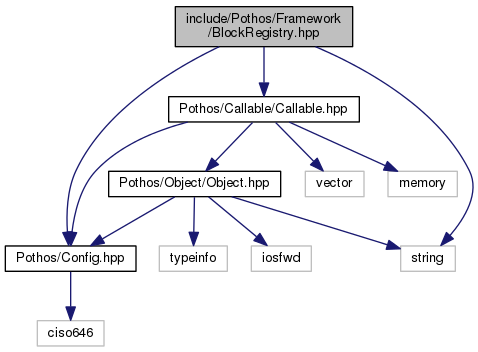 include/Pothos/Framework
/BlockRegistry.hpp
Pothos/Callable/Callable.hpp
Pothos/Object/Object.hpp
vector
memory
Pothos/Config.hpp
typeinfo
iosfwd
string
ciso646